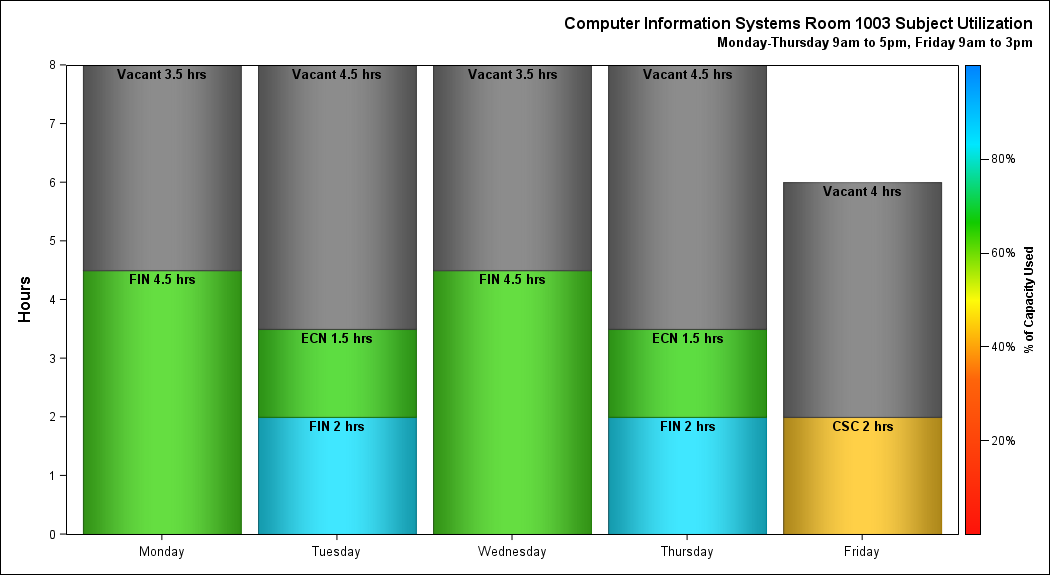 Computer Information Systems Room 1003 Subject Utilization
Monday-Thursday 9am to 5pm, Friday 9am to 3pm
Hours
8
7
6
5
4
3
2
1
0
Vacant 3.5 hrs
FIN 4.5 hrs
Vacant 4.5 hrs
ECN 1.5 hrs
FIN 2 hrs
Vacant 3.5 hrs
FIN 4.5 hrs
Vacant 4.5 hrs
ECN 1.5 hrs
FIN 2 hrs
Vacant 4 hrs
CSC 2 hrs
Monday
Tuesday
Wednesday
Thursday
Friday
80%
60%
40%
20%
% of Capacity Used